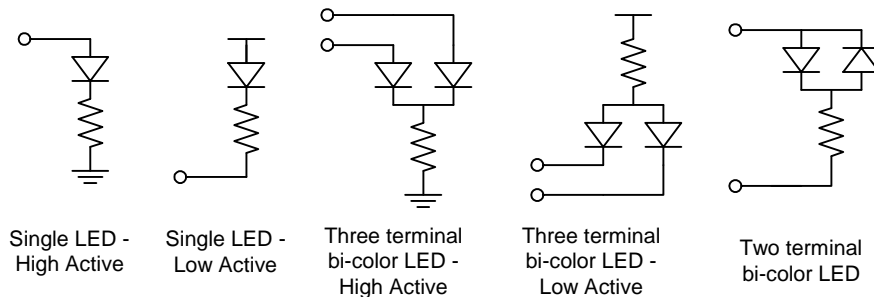 Single LED -
High Active
Single LED -
Low Active
Three terminal
bi-color LED -
High Active
Three terminal
bi-color LED -
Low Active
Two terminal
bi-color LED